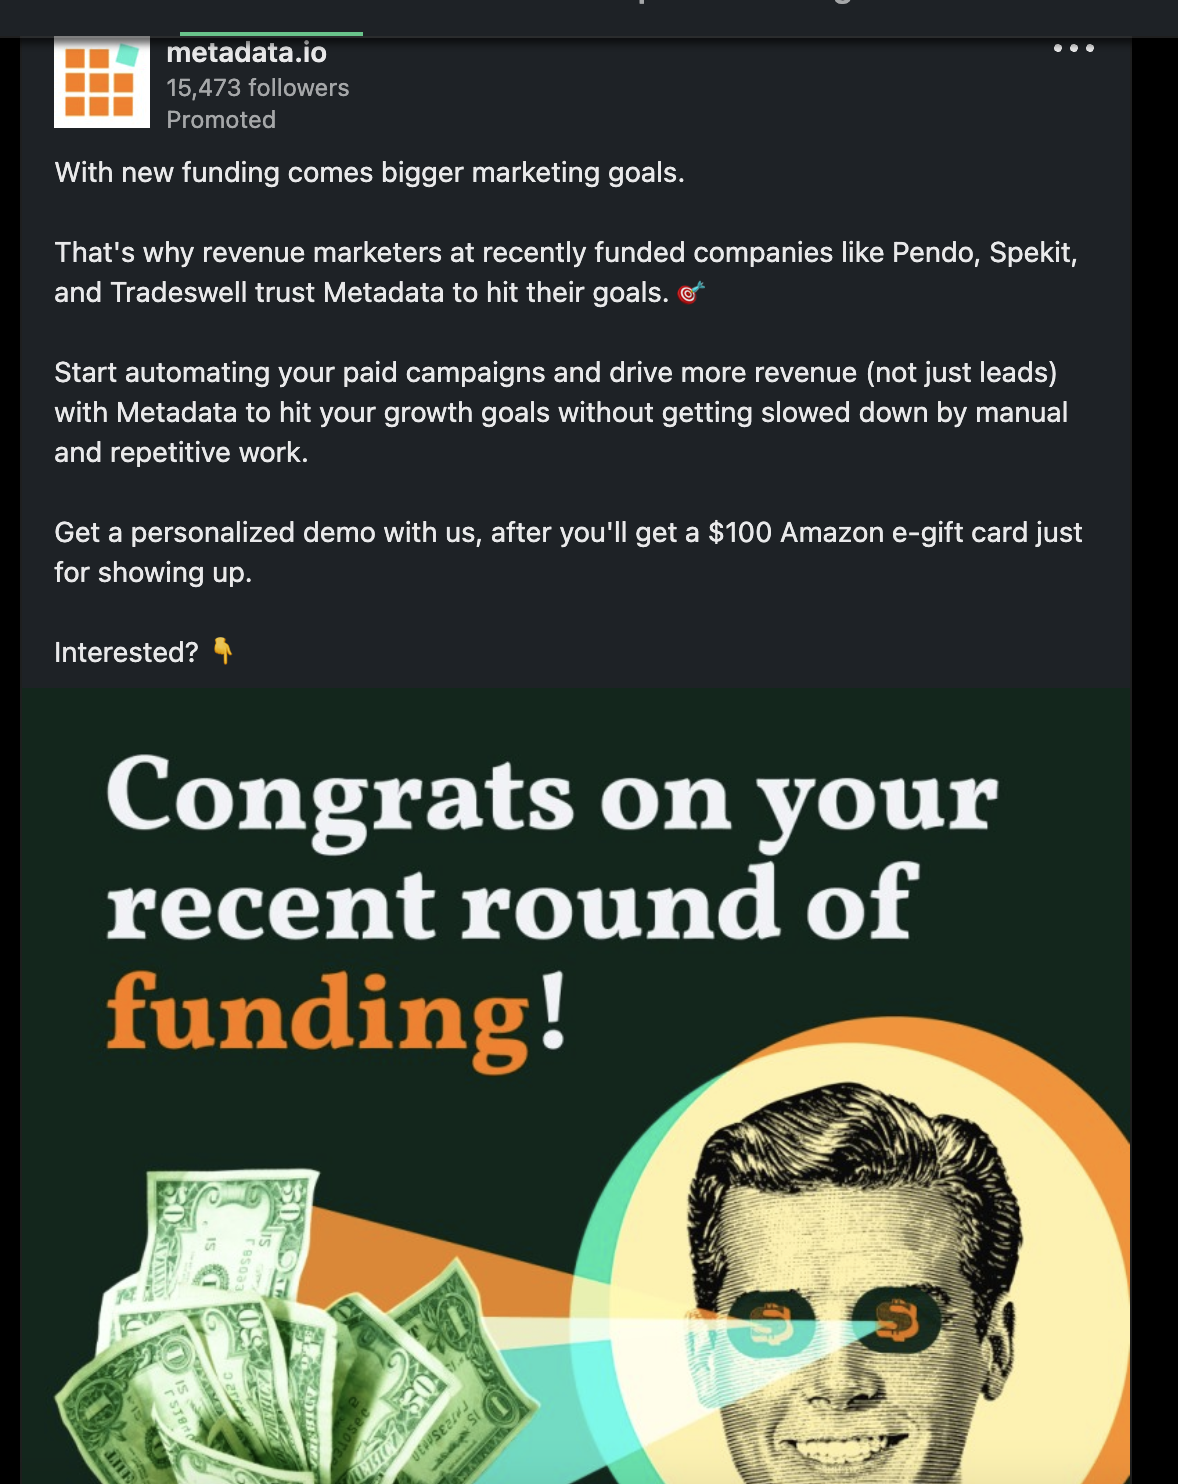 metadata.io
15,473 followers
Promoted
With new funding comes bigger marketing goals.
That's why revenue marketers at recently funded companies like Pendo, Spekit,
and Tradeswell trust Metadata to hit their goals. 🎯
Start automating your paid campaigns and drive more revenue (not just leads)
with Metadata to hit your growth goals without getting slowed down by manual
and repetitive work.
Get a personalized demo with us, after you'll get a $100 Amazon e-gift card just
for showing up.
Interested? 👇
Congrats on your
recent round of
funding!
$ $